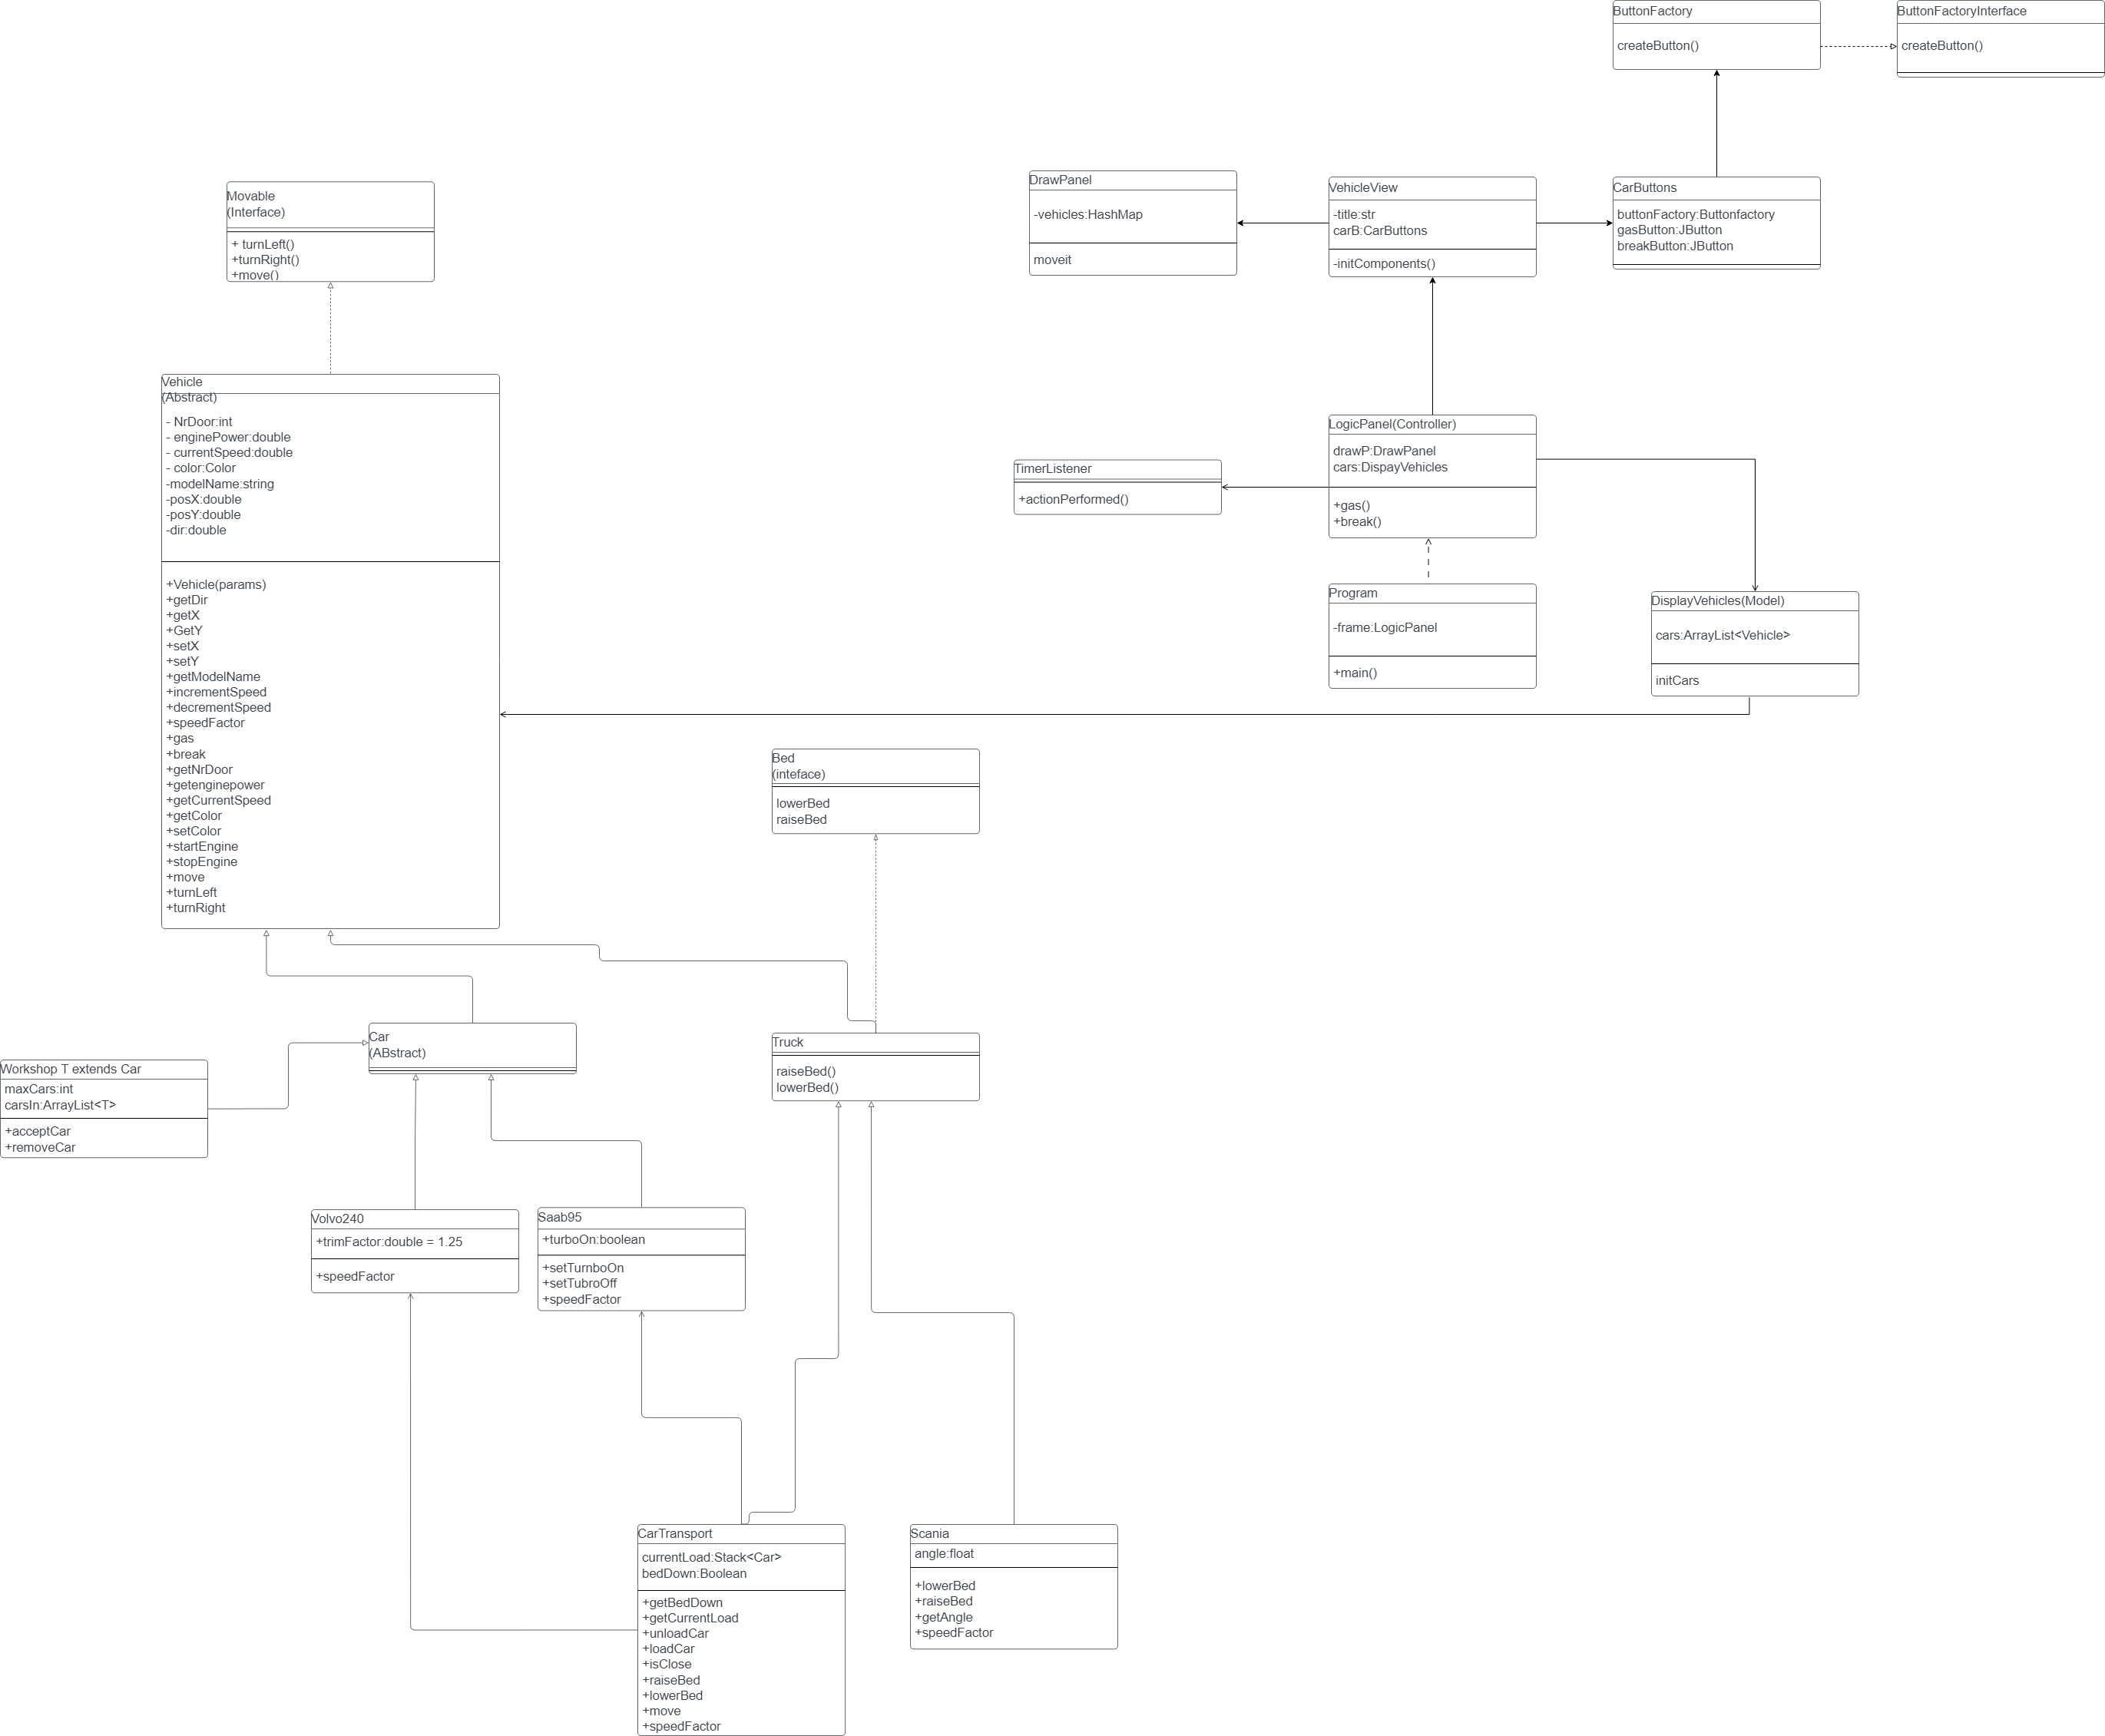 ButtonFactory
createButton()
ButtonFactoryInterface
createButton()
Movable
(Interface)
+ turnLeft()
+turnRight()
+move()
DrawPanel
-vehicles:HashMap
moveit
VehicleView
-title:str
carB:CarButtons
-initComponents()
CarButtons
buttonFactory:Buttonfactory
gasButton:JButton
breakButton:JButton
Vehicle
(Abstract)
- NrDoor:int
- enginePower:double
- currentSpeed:double
- color:Color
-modelName:string
-posX:double
-posY:double
-dir:double
+Vehicle(params)
+getDir
+getX
+GetY
+setX
+setY
+getModelName
+incrementSpeed
+decrementSpeed
+speedFactor
+gas
+break
+getNrDoor
+getenginepower
+getCurrentSpeed
+getColor
+setColor
+startEngine
+stopEngine
+move
+turnLeft
+turnRight
TimerListener
+actionPerformed()
LogicPanel(Controller)
drawP:DrawPanel
cars:DispayVehicles
+gas()
+break()
Program
-frame:LogicPanel
+main()
DisplayVehicles(Model)
cars:ArrayList<Vehicle>
initCars
Bed
(inteface)
lowerBed
raiseBed
Car
(ABstract)
Truck
raiseBed()
lowerBed()
Workshop T extends Car
maxCars:int
carsIn:ArrayList<T>
+acceptCar
+removeCar
Volvo240
+trimFactor:double = 1.25
+speedFactor
Saab95
+turboOn:boolean
+setTurnboOn
+setTubroOff
+speedFactor
CarTransport
currentLoad:Stack<Car>
bedDown:Boolean
+getBedDown
+getCurrentLoad
+unloadCar
+loadCar
+isClose
+raiseBed
+lowerBed
+move
+speedFactor
Scania
angle:float
+lowerBed
+raiseBed
+getAngle
+speedFactor